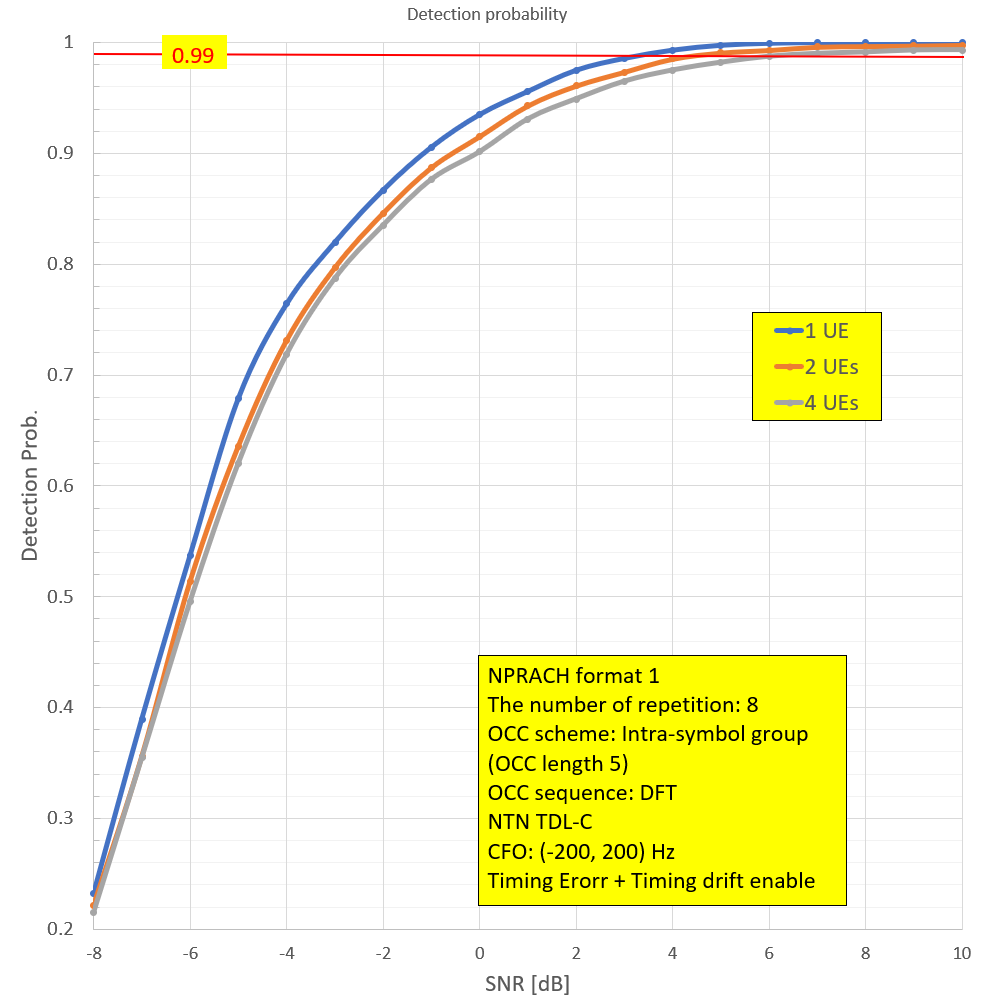 Detection probability
1
0.99
0.9
0.8
0.7
0.6
0.5
0.4
0.3
0.2
Detection Prob.
1 UE
2 UEs
4 UEs
NPRACH format 1
The number of repetition: 8
OCC scheme: Intra-symbol group
(OCC length 5)
OCC sequence: DFT
NTN TDL-C
CFO: (-200, 200) Hz
Timing Erorr + Timing drift enable
-8 -6 -4 -2 0 2 4 6 8 10
SNR [dB]